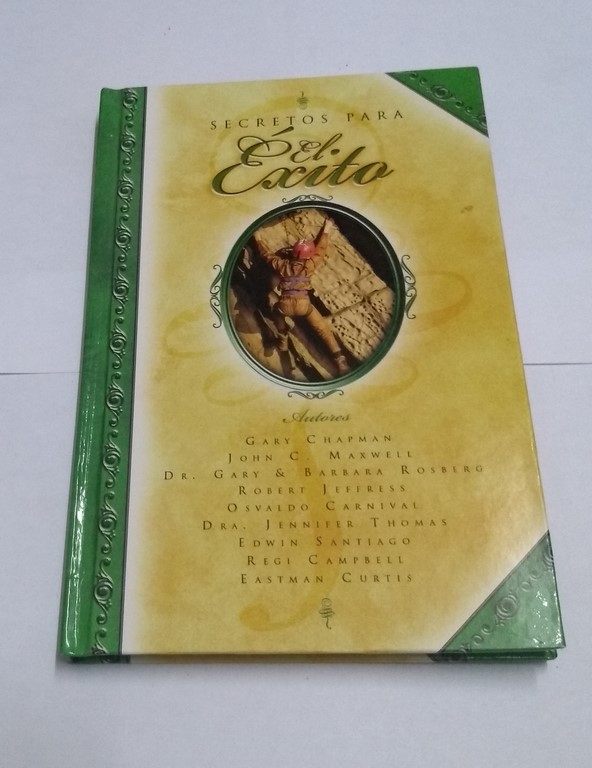 SECRETOS PARA
El
Éxito
Autores
GARY CHAPMAN
JOHN C. MAXWELL
DR. GARY & BARBARA ROSBERG
ROBERT JEFFRESS
OSVALDO CARNIVAL
DRA. JENNIFER THOMAS
EDWIN SANTIAGO
REGI CAMPBELL
EASTMAN CURTIS